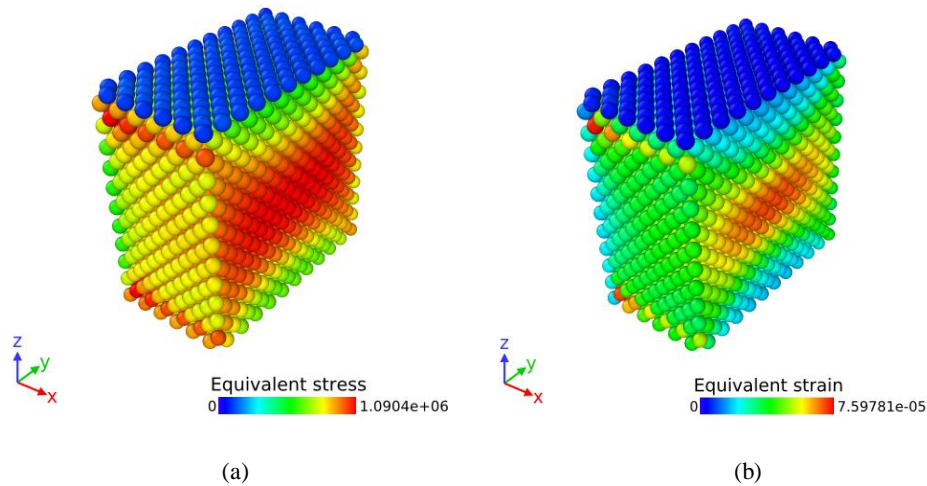 z
y
x
Equivalent stress
0 1.0904e+06
(a)
z
y
x
Equivalent strain
0 7.59781e-05
(b)